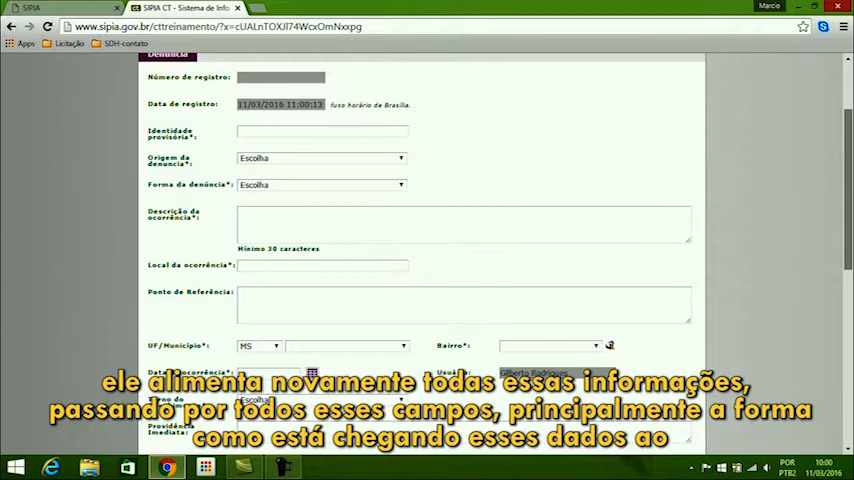 SIPIA
SIPIA CT - Sistema de Info
Marcio
www.sipia.gov.br/cttreinamento/?x=cUALnTOXJl74WcxOmNxxpg
Apps Licitação SDH-contato
Denúncia
Número de registro:
Data de registro: 11/03/2016 11:00:13 fuso horário de Brasília.
Identidade provisória*:
Origem da denuncia*: Escolha
Forma da denúncia*: Escolha
Descrição da ocorrência*:
Mínimo 30 caracteres
Local da ocorrência*:
Ponto de Referência:
UF/Município*: MS Bairro*:
Usuário: Gilberto Rodrigues
Escolha
Providência Imediata:
ele alimenta novamente todas essas informações,
passando por todos esses campos, principalmente a forma
como está chegando esses dados ao
POR 10:00
PTB2 11/03/2016